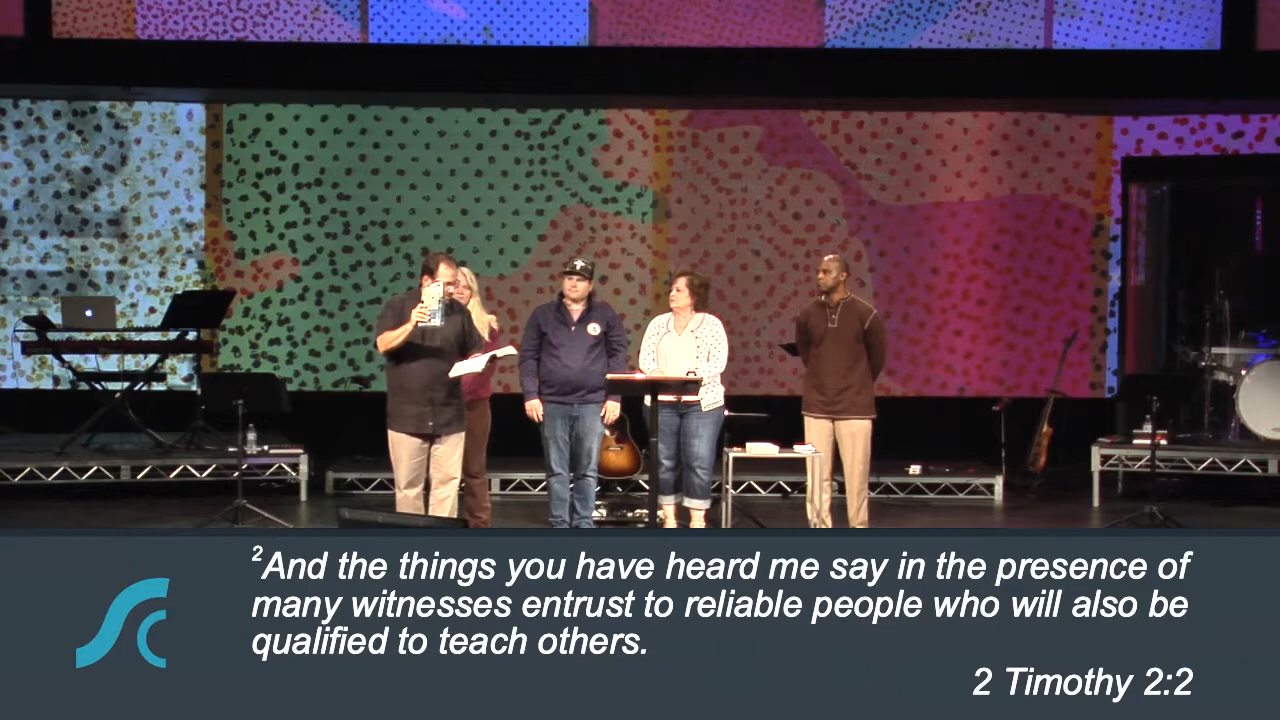 ²And the things you have heard me say in the presence of
many witnesses entrust to reliable people who will also be
qualified to teach others.
2 Timothy 2:2